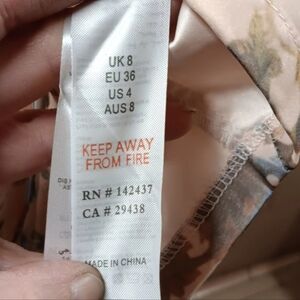 UK 8
EU 36
US 4
AUS 8
KEEP AWAY
FROM FIRE
RN # 142437
CA # 29438
MADE IN CHINA